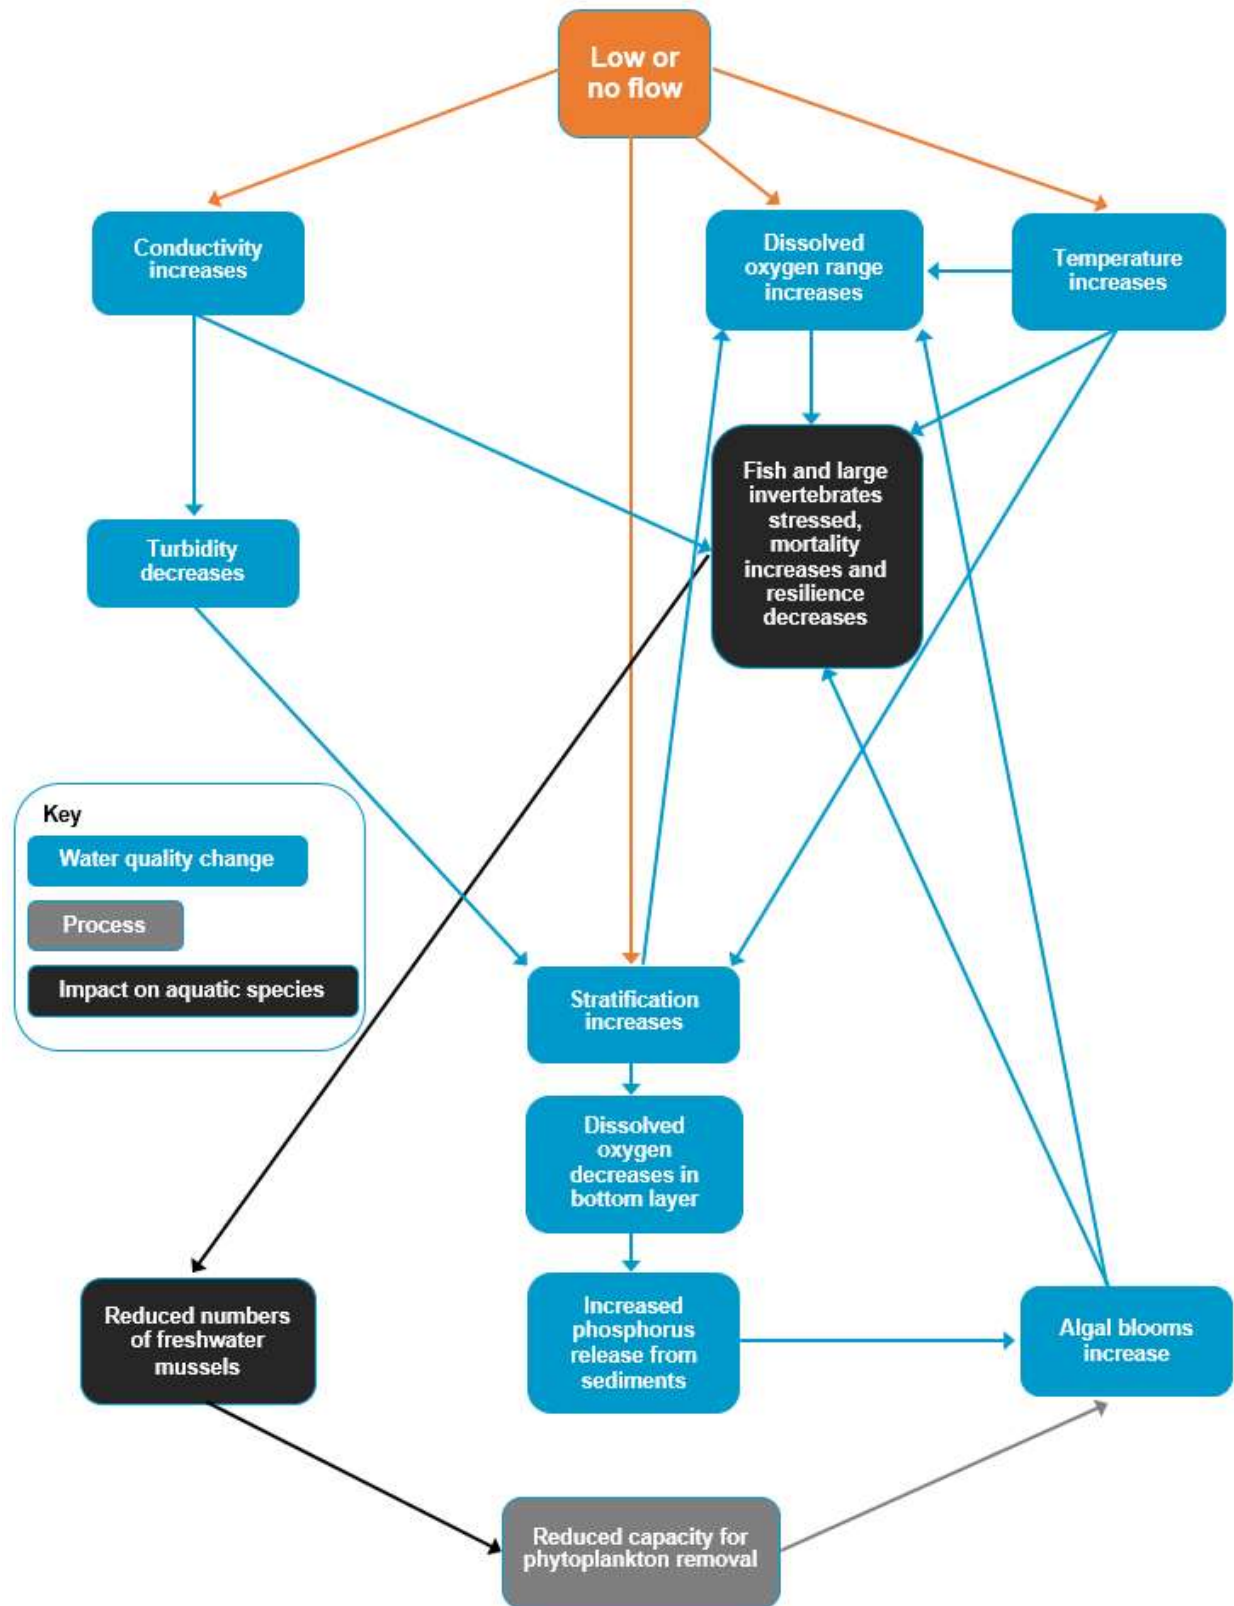 Low or
no flow
Conductivity
increases
Dissolved
oxygen range
increases
Temperature
increases
Fish and large
invertebrates
stressed,
mortality
increases and
resilience
decreases
Turbidity
decreases
Key
Water quality change
Process
Impact on aquatic species
Stratification
increases
Dissolved
oxygen
decreases in
bottom layer
Reduced numbers
of freshwater
mussels
Increased
phosphorus
release from
sediments
Algal blooms
increase
Reduced capacity for
phytoplankton removal